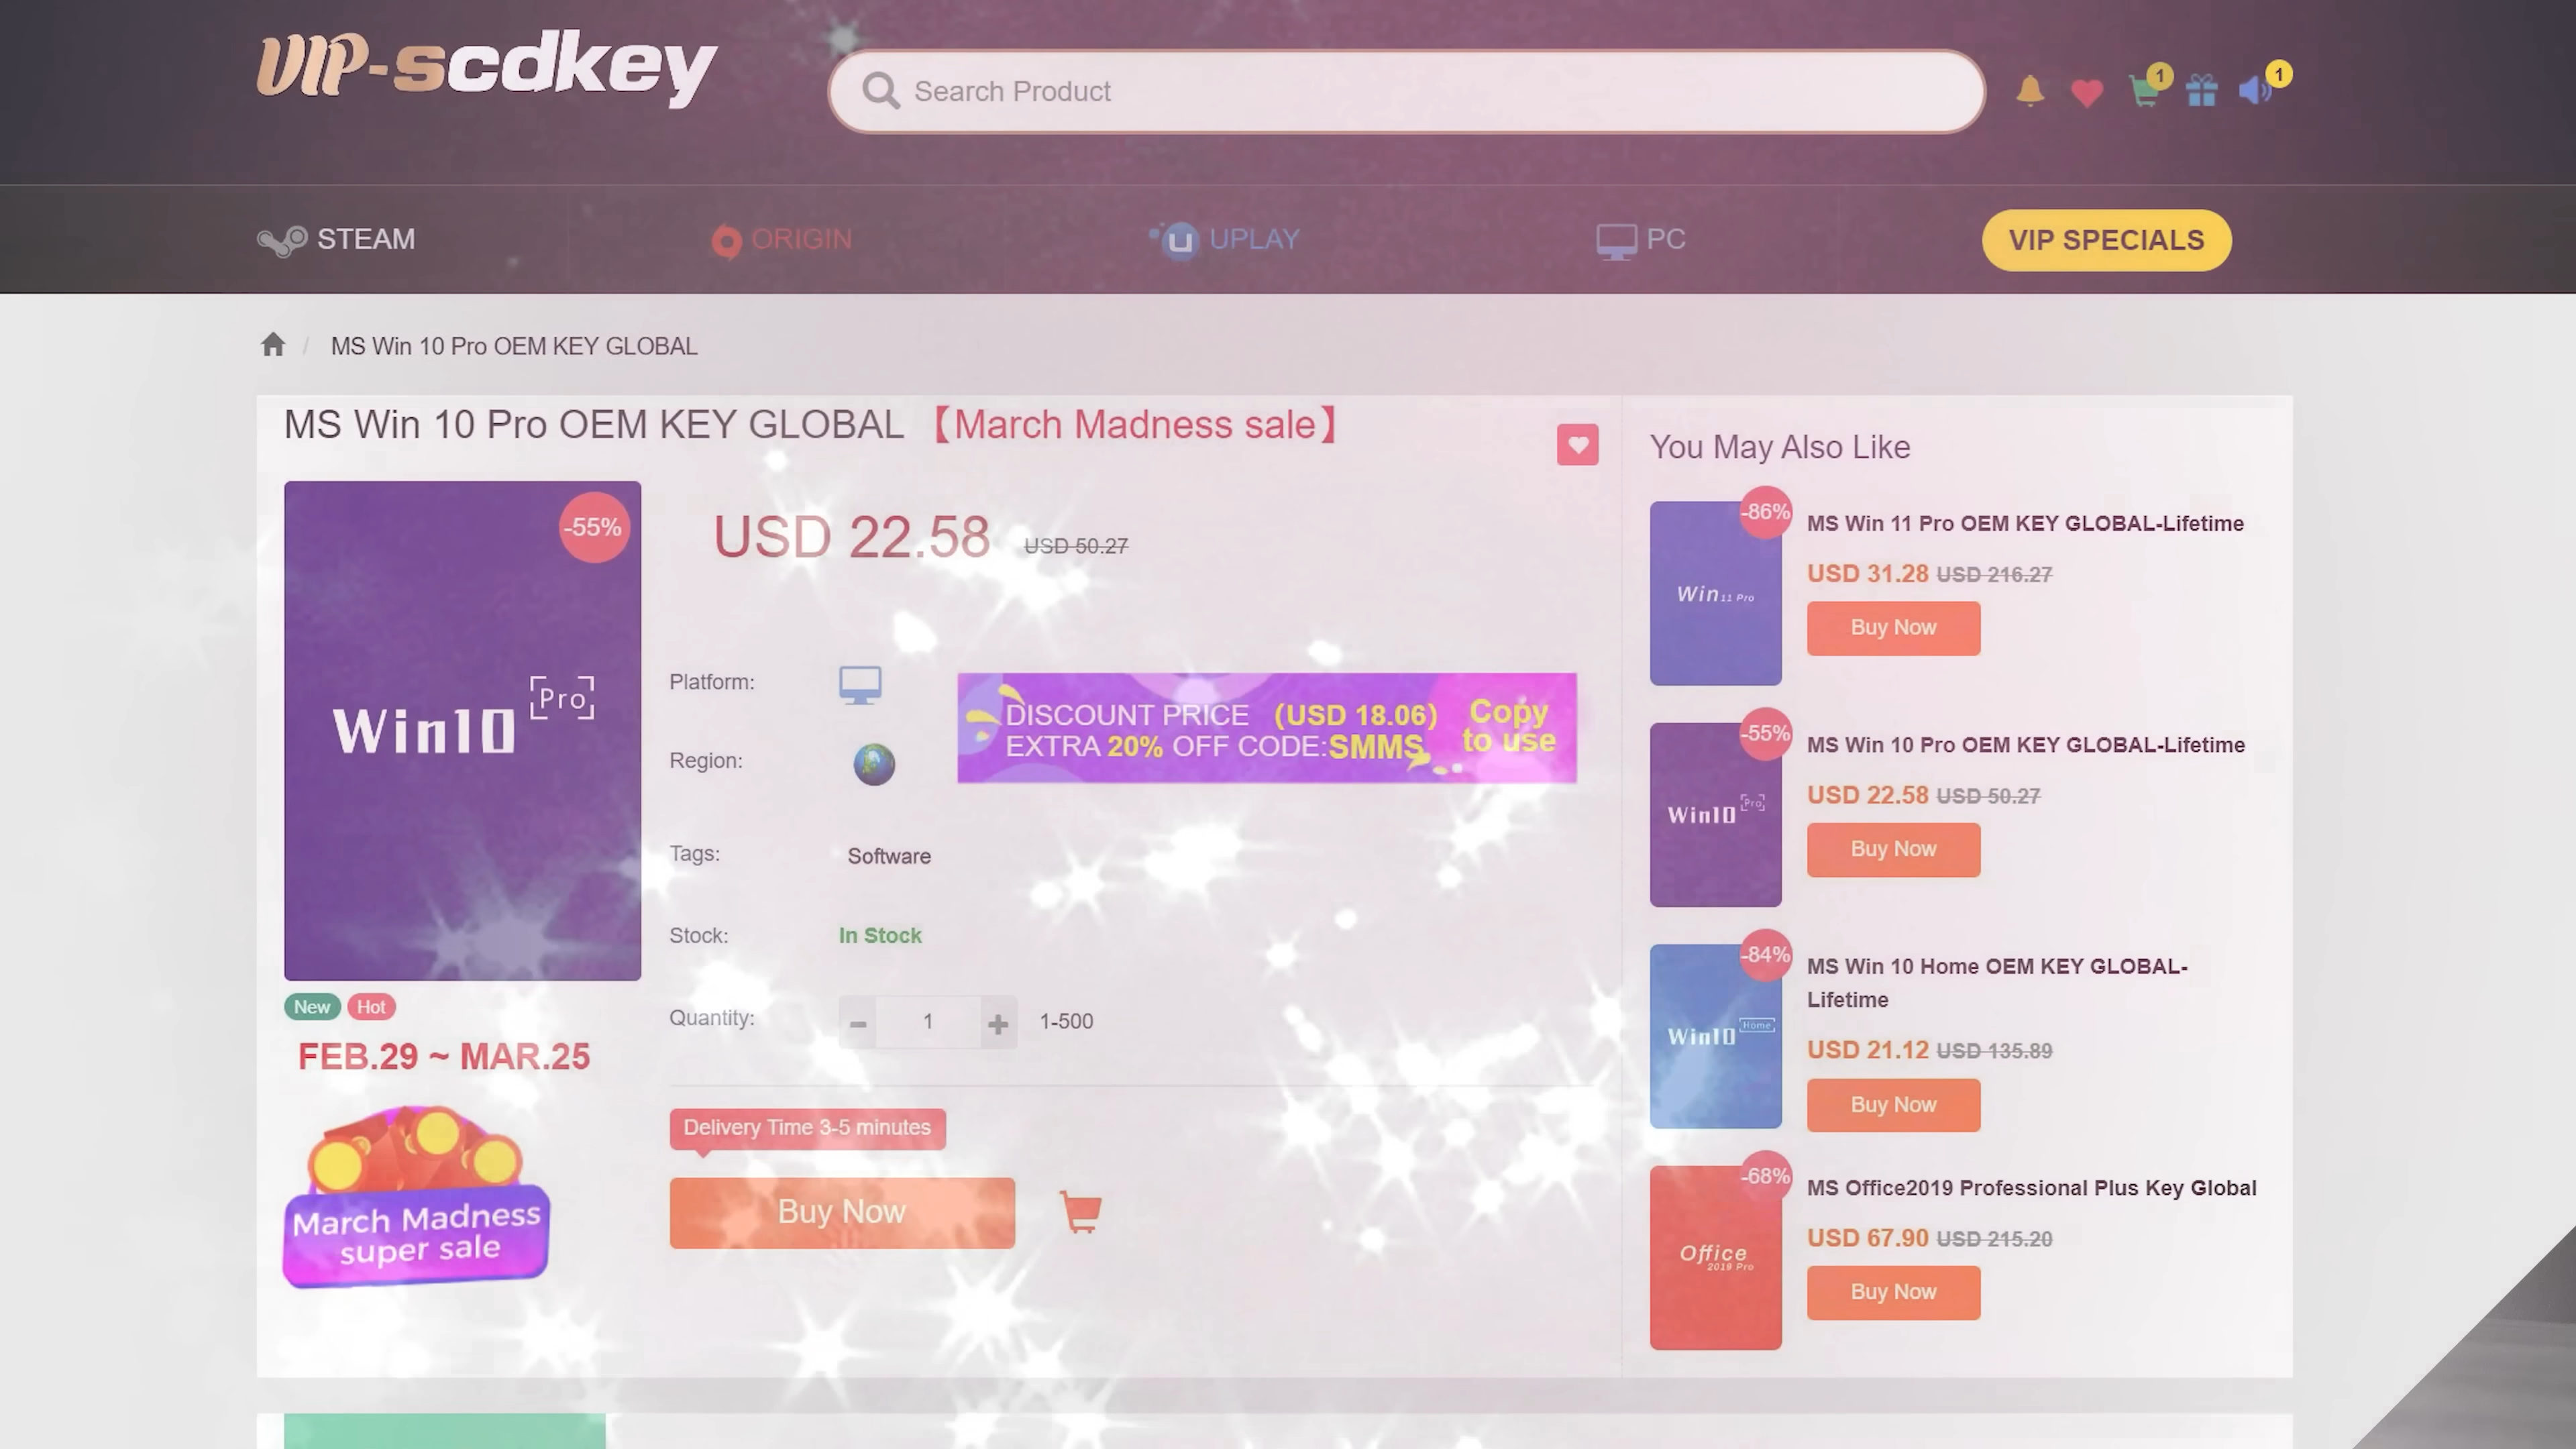 VIP-scdkey
Search Product
1
1
STEAM
ORIGIN
UPLAY
PC
VIP SPECIALS
/ MS Win 10 Pro OEM KEY GLOBAL
MS Win 10 Pro OEM KEY GLOBAL 【March Madness sale】
-55%
Win10 [Pro]
New
Hot
FEB.29 ~ MAR.25
March Madness
super sale
USD 22.58 USD 50.27
Platform:
DISCOUNT PRICE (USD 18.06)
EXTRA 20% OFF CODE:SMMS
Copy
to use
Region:
Tags: Software
Stock: In Stock
Quantity: - 1 + 1-500
Delivery Time 3-5 minutes
Buy Now
You May Also Like
-86%
Win 11 Pro
MS Win 11 Pro OEM KEY GLOBAL-Lifetime
USD 31.28 USD 216.27
Buy Now
-55%
Win10 [Pro]
MS Win 10 Pro OEM KEY GLOBAL-Lifetime
USD 22.58 USD 50.27
Buy Now
-84%
Win10 Home
MS Win 10 Home OEM KEY GLOBAL-
Lifetime
USD 21.12 USD 135.89
Buy Now
-68%
Office
2019 Pro
MS Office2019 Professional Plus Key Global
USD 67.90 USD 215.20
Buy Now